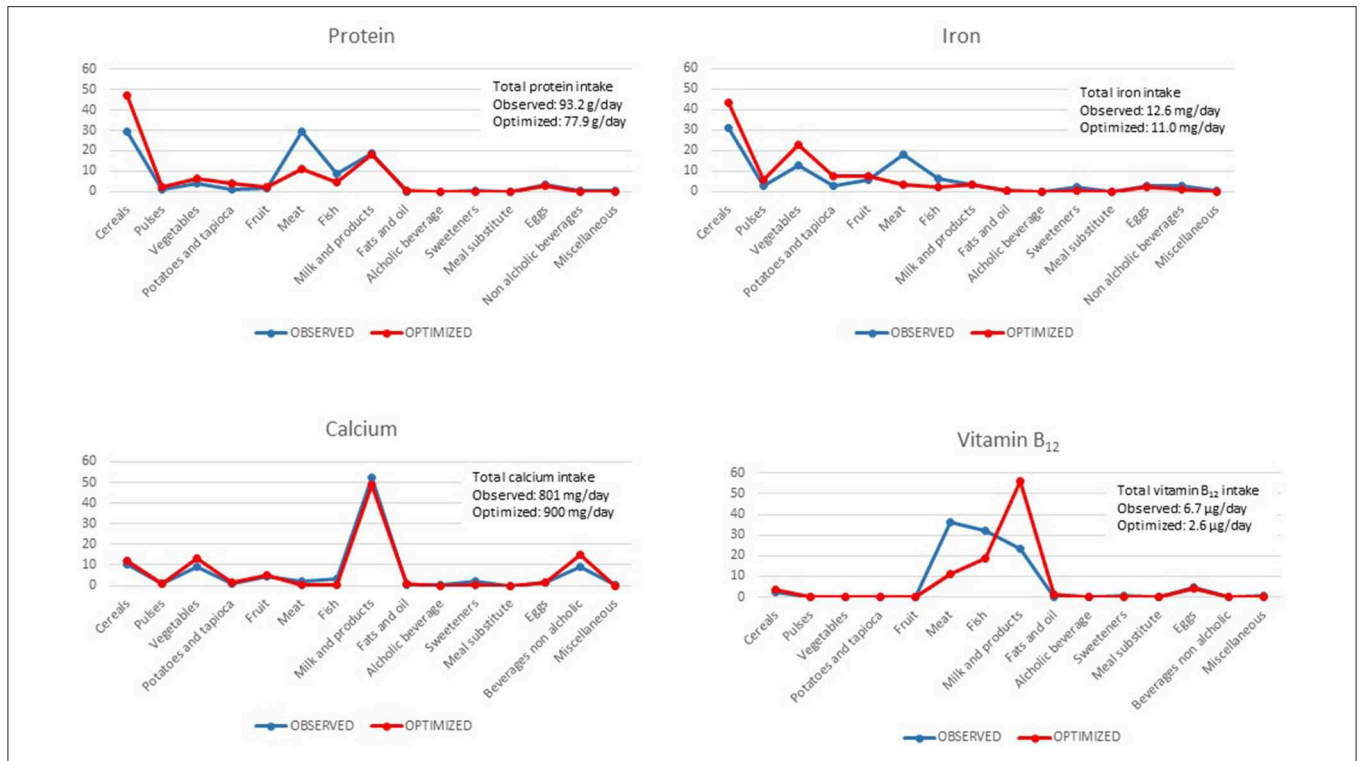 Protein
60
50
40
30
20
10
0
Total protein intake
Observed: 93.2 g/day
Optimized: 77.9 g/day
Cereals
Pulses
Vegetables
Potatoes and tapioca
Fruit
Meat
Fish
Milk and products
Fats and oil
Alcoholic beverage
Sweeteners
Meal substitute
Eggs
Non alcholic beverages
Miscellaneous
OBSERVED OPTIMIZED
Iron
60
50
40
30
20
10
0
Total iron intake
Observed: 12.6 mg/day
Optimized: 11.0 mg/day
Cereals
Pulses
Vegetables
Potatoes and tapioca
Fruit
Meat
Fish
Milk and products
Fats and oil
Alcholic beverage
Sweeteners
Meal substitute
Eggs
Non alcholic beverages
Miscellaneous
OBSERVED OPTIMIZED
Calcium
60
50
40
30
20
10
0
Total calcium intake
Observed: 801 mg/day
Optimized: 900 mg/day
Cereals
Pulses
Vegetables
Potatoes and tapioca
Fruit
Meat
Fish
Milk and products
Fats and oil
Alcholic beverage
Sweeteners
Meal substitute
Eggs
Beverages non alcholic
Miscellaneous
OBSERVED OPTIMIZED
Vitamin B12
60
50
40
30
20
10
0
Total vitamin B12 intake
Observed: 6.7 µg/day
Optimized: 2.6 µg/day
Cereals
Pulses
Vegetables
Potatoes and tapioca
Fruit
Meat
Fish
Milk and products
Fats and oil
Alcholic beverage
Sweeteners
Meal substitute
Eggs
Beverages non alcholic
Miscellaneous
OBSERVED OPTIMIZED